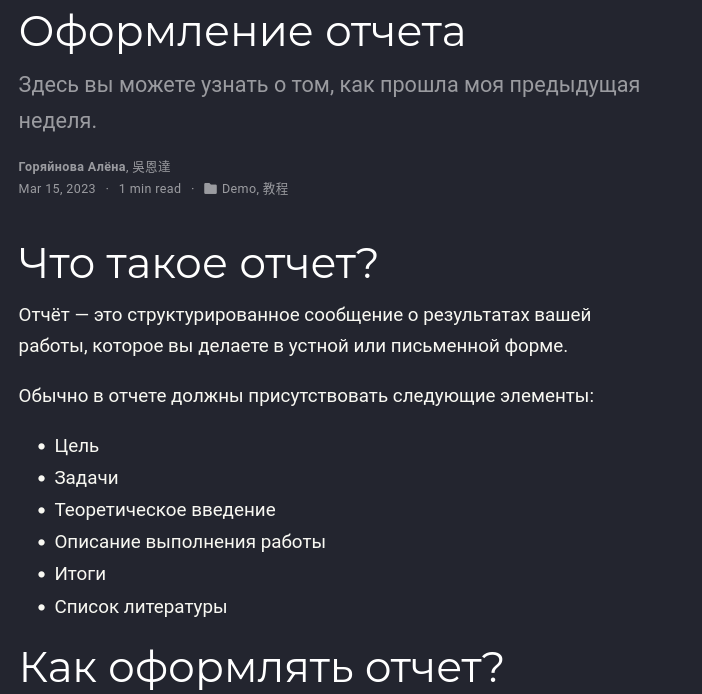 Оформление отчета
Здесь вы можете узнать о том, как прошла моя предыдущая
неделя.
Горяйнова Алёна, 吳恩達
Mar 15, 2023 · 1 min read · Demo, 教程
Что такое отчет?
Отчёт — это структурированное сообщение о результатах вашей
работы, которое вы делаете в устной или письменной форме.
Обычно в отчете должны присутствовать следующие элементы:
• Цель
• Задачи
• Теоретическое введение
• Описание выполнения работы
• Итоги
• Список литературы
Как оформлять отчет?